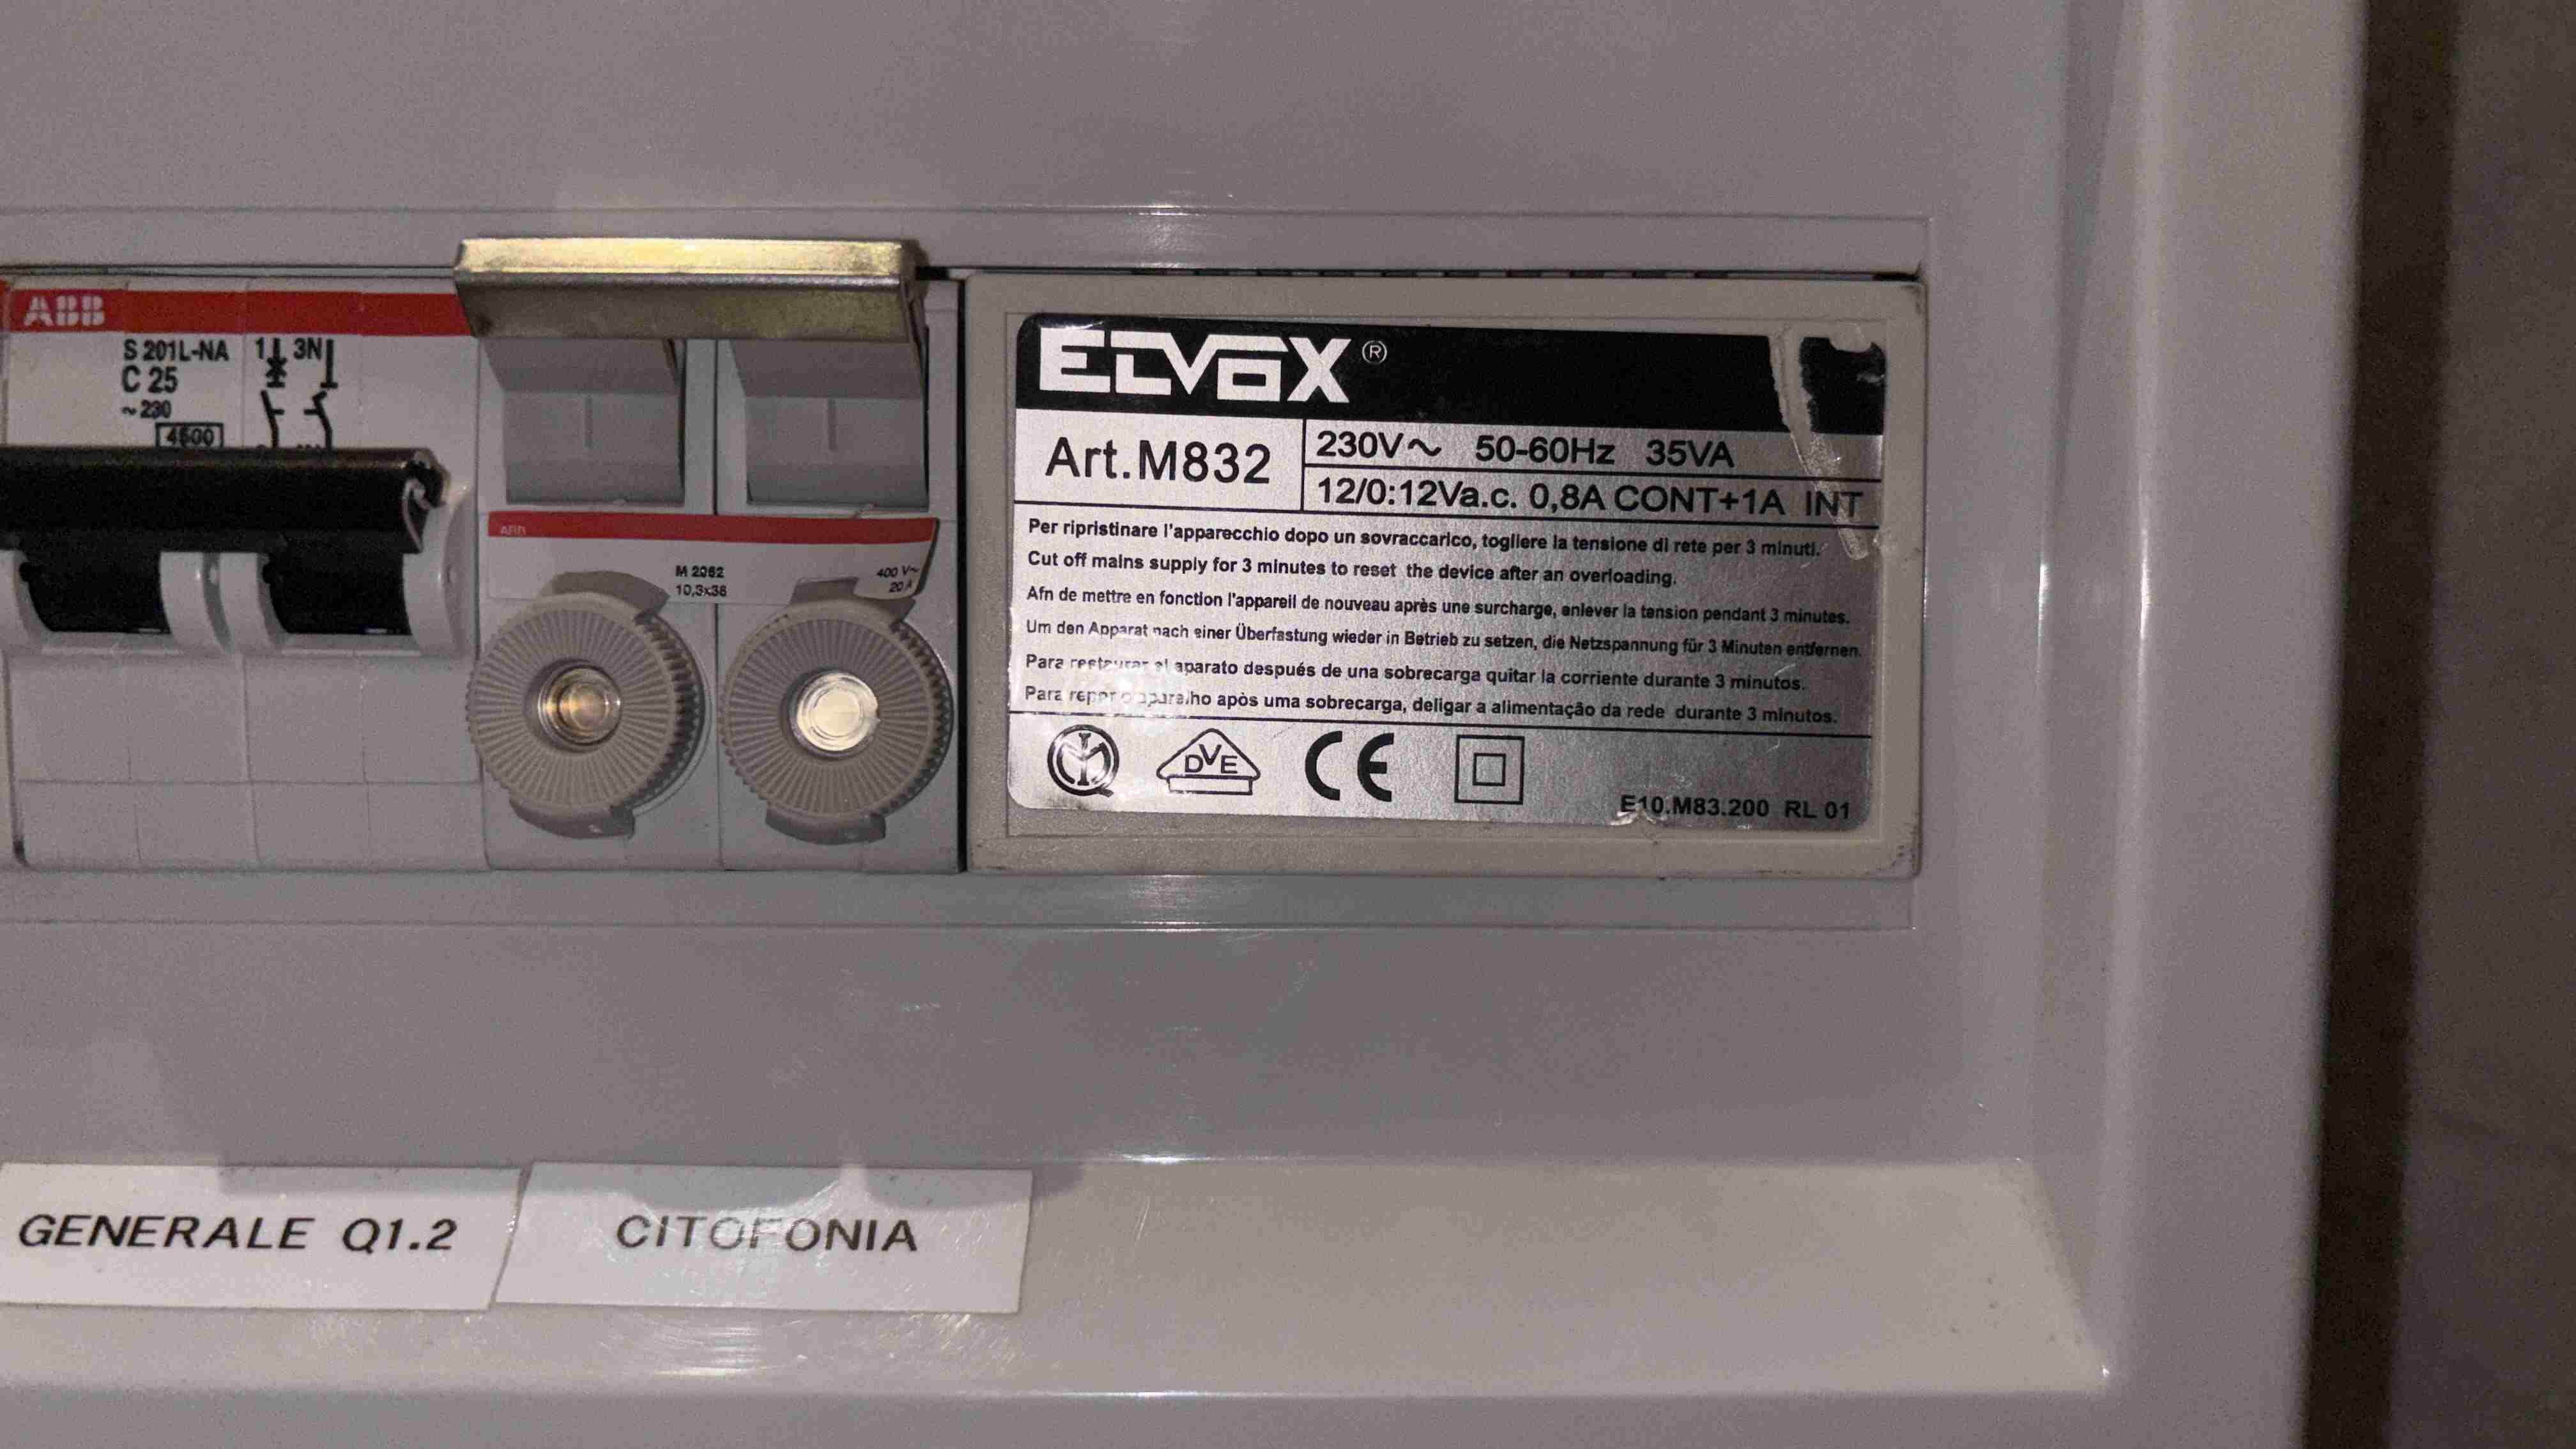 ABB
S 201L-NA
C 25
~ 230
4500
1 3N
ABB
M 2062
10,3x38
400 V~
20 A
ELVOX ®
Art.M832
230V~ 50-60Hz 35VA
12/0:12Va.c. 0,8A CONT+1A INT
Per ripristinare l'apparecchio dopo un sovraccarico, togliere la tensione di rete per 3 minuti.
Cut off mains supply for 3 minutes to reset the device after an overloading.
Afn de mettre en fonction l'appareil de nouveau après une surcharge, enlever la tension pendant 3 minutes.
Um den Apparat nach einer Überfastung wieder in Betrieb zu setzen, die Netzspannung für 3 Minuten entfernen.
Para restaurar el aparato después de una sobrecarga quitar la corriente durante 3 minutos.
Para repor o aparalho apòs uma sobrecarga, deligar a alimentação da rede durante 3 minutos.
DVE
CE
E10.M83.200 RL 01
GENERALE Q1.2
CITOFONIA